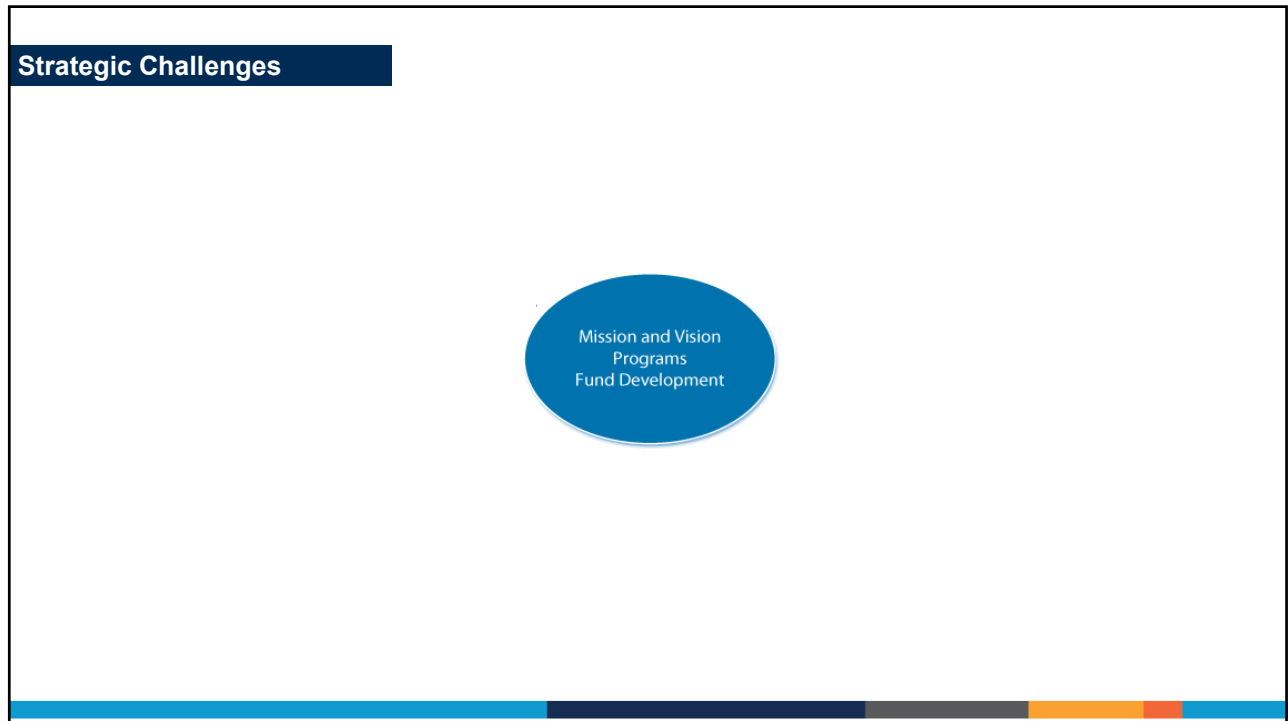 Strategic Challenges
Mission and Vision
Programs
Fund Development